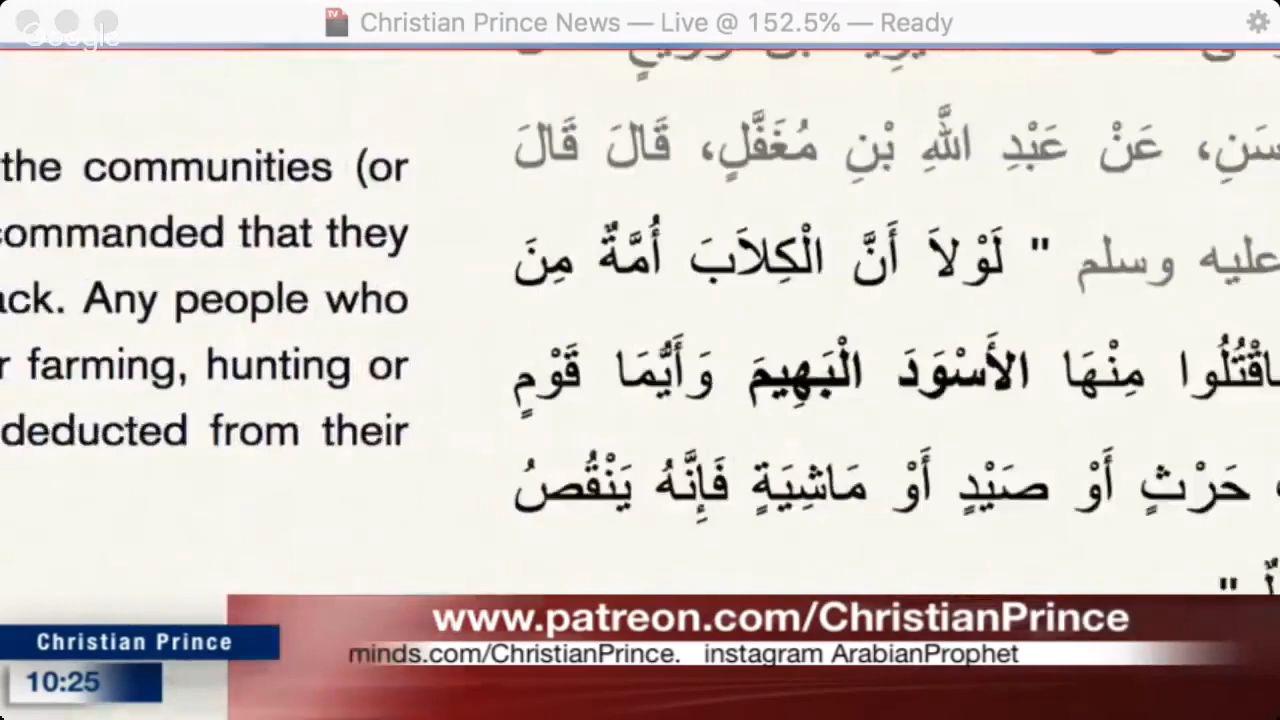 Christian Prince News — Live @ 152.5% — Ready
Google
the communities (or
commanded that they
ack. Any people who
r farming, hunting or
deducted from their
سَنِ، عَنْ عَبْدِ اللَّهِ بْنِ مُغَفَّلٍ، قَالَ قَالَ
عليه وسلم " لَوْلاَ أَنَّ الْكِلاَبَ أُمَّةٌ مِنَ
اقْتُلُوا مِنْهَا الأَسْوَدَ الْبَهِيمَ وَأَيُّمَا قَوْمٍ
حَرْثٍ أَوْ صَيْدٍ أَوْ مَاشِيَةٍ فَإِنَّهُ يَنْقُصُ
www.patreon.com/ChristianPrince
Christian Prince
minds.com/ChristianPrince. instagram ArabianProphet
10:25